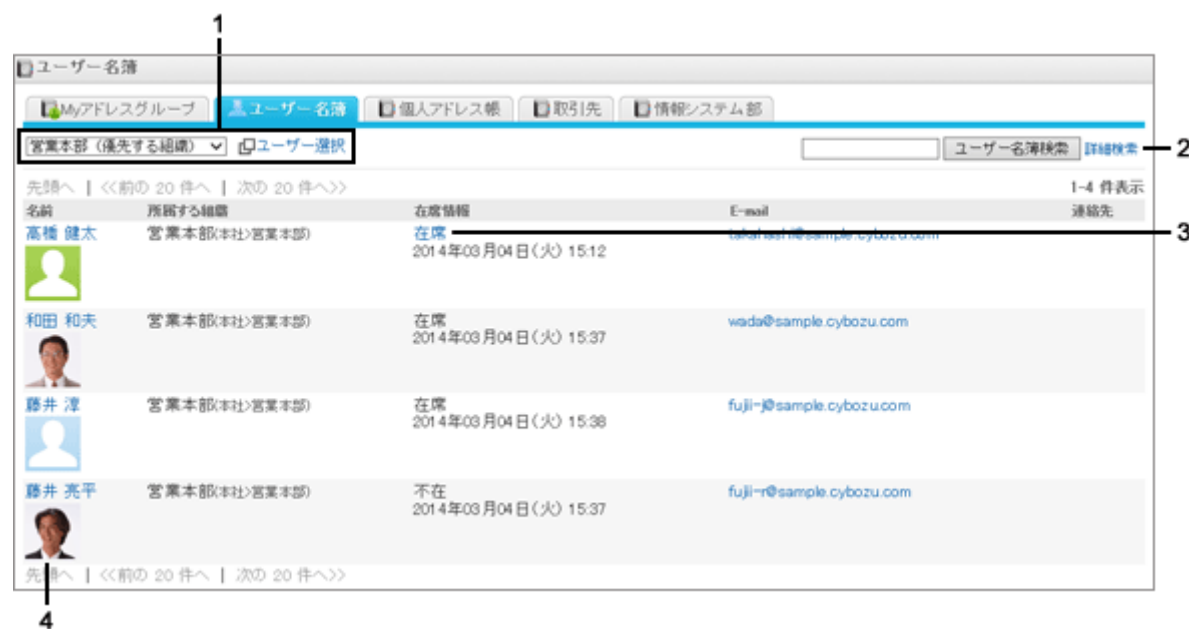 1
ユーザー名簿
Myアドレスグループ ユーザー名簿 個人アドレス帳 取引先 情報システム部
営業本部（優先する組織） ユーザー選択 ユーザー名簿検索 詳細検索 2
先頭へ | <<前の 20 件へ | 次の 20 件へ>> 1-4 件表示
名前 所属する組織 在席情報 E-mail 連絡先
高橋 健太 営業本部(本社>営業本部) 在席 takahashi@sample.cybozu.com 3
2014年03月04日(火) 15:12
和田 和夫 営業本部(本社>営業本部) 在席 wada@sample.cybozu.com
2014年03月04日(火) 15:37
藤井 淳 営業本部(本社>営業本部) 在席 fujii-j@sample.cybozu.com
2014年03月04日(火) 15:38
藤井 亮平 営業本部(本社>営業本部) 不在 fujii-r@sample.cybozu.com
2014年03月04日(火) 15:37
先頭へ | <<前の 20 件へ | 次の 20 件へ>>
4